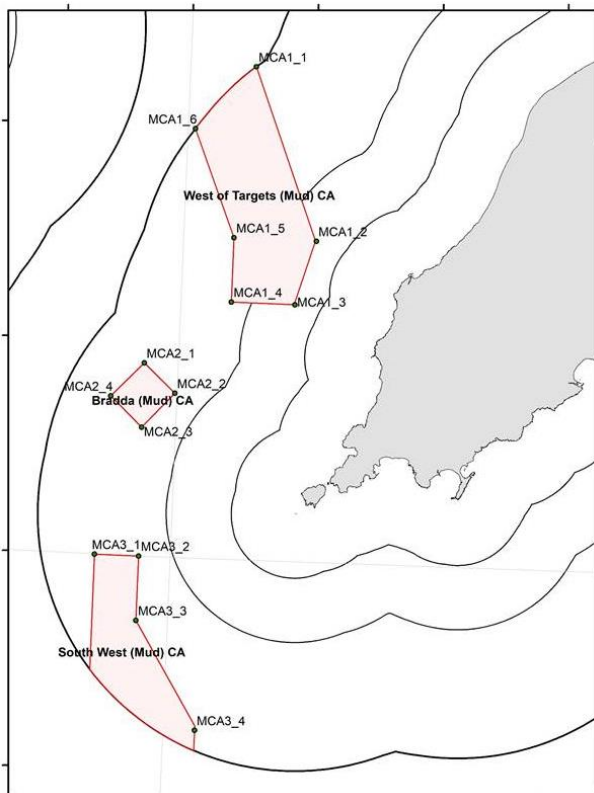 MCA1_1
MCA1_6
West of Targets (Mud) CA
MCA1_5
MCA1_2
MCA1_4
MCA1_3
MCA2_1
MCA2_4
MCA2_2
Bradda (Mud) CA
MCA2_3
MCA3_1
MCA3_2
MCA3_3
South West (Mud) CA
MCA3_4